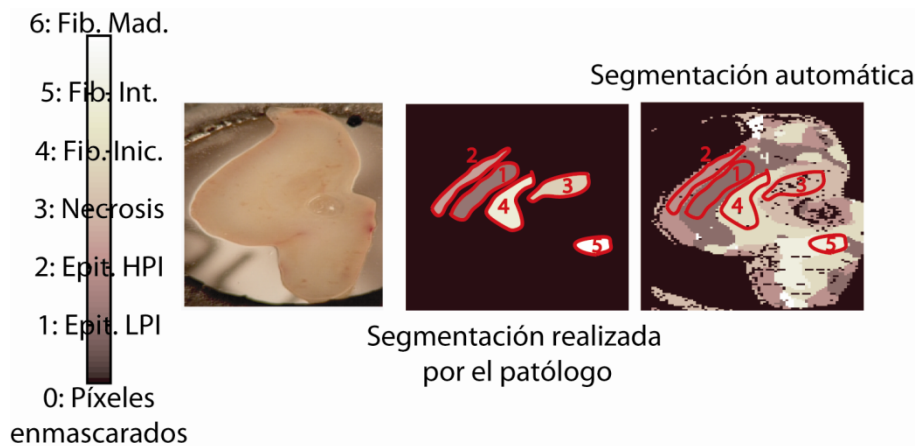 6: Fib. Mad.
5: Fib. Int.
4: Fib. Inic.
3: Necrosis
2: Epit. HPI
1: Epit. LPI
0: Píxeles
enmascarados
2
1
3
4
5
Segmentación realizada
por el patólogo
Segmentación automática
4
2
1
3
4
5